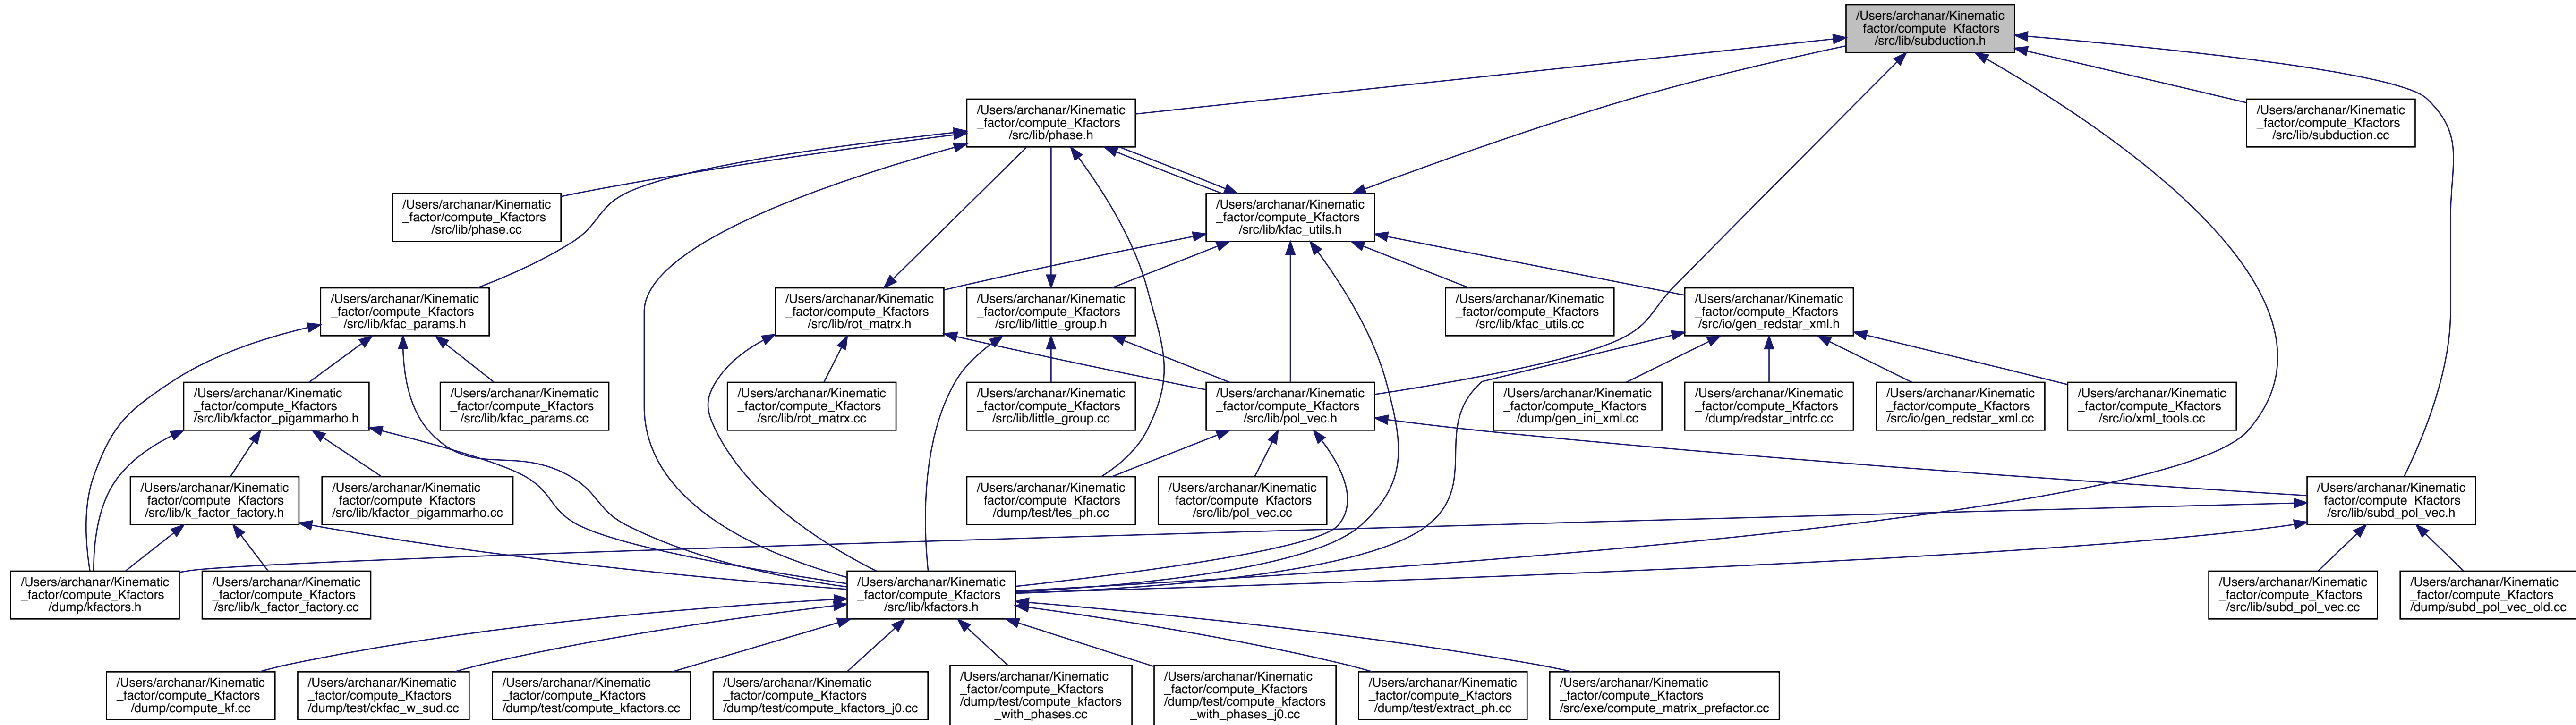 /Users/archanar/Kinematic
_factor/compute_Kfactors
/src/lib/subduction.h
/Users/archanar/Kinematic
_factor/compute_Kfactors
/src/lib/phase.h
/Users/archanar/Kinematic
_factor/compute_Kfactors
/src/lib/subduction.cc
/Users/archanar/Kinematic
_factor/compute_Kfactors
/src/lib/phase.cc
/Users/archanar/Kinematic
_factor/compute_Kfactors
/src/lib/kfac_utils.h
/Users/archanar/Kinematic
_factor/compute_Kfactors
/src/lib/kfac_params.h
/Users/archanar/Kinematic
_factor/compute_Kfactors
/src/lib/rot_matrx.h
/Users/archanar/Kinematic
_factor/compute_Kfactors
/src/lib/little_group.h
/Users/archanar/Kinematic
_factor/compute_Kfactors
/src/lib/kfac_utils.cc
/Users/archanar/Kinematic
_factor/compute_Kfactors
/src/io/gen_redstar_xml.h
/Users/archanar/Kinematic
_factor/compute_Kfactors
/src/lib/kfactor_pigammarho.h
/Users/archanar/Kinematic
_factor/compute_Kfactors
/src/lib/kfac_params.cc
/Users/archanar/Kinematic
_factor/compute_Kfactors
/src/lib/rot_matrx.cc
/Users/archanar/Kinematic
_factor/compute_Kfactors
/src/lib/little_group.cc
/Users/archanar/Kinematic
_factor/compute_Kfactors
/src/lib/pol_vec.h
/Users/archanar/Kinematic
_factor/compute_Kfactors
/dump/gen_ini_xml.cc
/Users/archanar/Kinematic
_factor/compute_Kfactors
/dump/redstar_intrfc.cc
/Users/archanar/Kinematic
_factor/compute_Kfactors
/src/io/gen_redstar_xml.cc
/Users/archanar/Kinematic
_factor/compute_Kfactors
/src/io/xml_tools.cc
/Users/archanar/Kinematic
_factor/compute_Kfactors
/src/lib/k_factor_factory.h
/Users/archanar/Kinematic
_factor/compute_Kfactors
/src/lib/kfactor_pigammarho.cc
/Users/archanar/Kinematic
_factor/compute_Kfactors
/dump/test/tes_ph.cc
/Users/archanar/Kinematic
_factor/compute_Kfactors
/src/lib/pol_vec.cc
/Users/archanar/Kinematic
_factor/compute_Kfactors
/src/lib/subd_pol_vec.h
/Users/archanar/Kinematic
_factor/compute_Kfactors
/dump/kfactors.h
/Users/archanar/Kinematic
_factor/compute_Kfactors
/src/lib/k_factor_factory.cc
/Users/archanar/Kinematic
_factor/compute_Kfactors
/src/lib/kfactors.h
/Users/archanar/Kinematic
_factor/compute_Kfactors
/src/lib/subd_pol_vec.cc
/Users/archanar/Kinematic
_factor/compute_Kfactors
/dump/subd_pol_vec_old.cc
/Users/archanar/Kinematic
_factor/compute_Kfactors
/dump/compute_kf.cc
/Users/archanar/Kinematic
_factor/compute_Kfactors
/dump/test/ckfac_w_sud.cc
/Users/archanar/Kinematic
_factor/compute_Kfactors
/dump/test/compute_kfactors.cc
/Users/archanar/Kinematic
_factor/compute_Kfactors
/dump/test/compute_kfactors_j0.cc
/Users/archanar/Kinematic
_factor/compute_Kfactors
/dump/test/compute_kfactors
_with_phases.cc
/Users/archanar/Kinematic
_factor/compute_Kfactors
/dump/test/compute_kfactors
_with_phases_j0.cc
/Users/archanar/Kinematic
_factor/compute_Kfactors
/dump/test/extract_ph.cc
/Users/archanar/Kinematic
_factor/compute_Kfactors
/src/exe/compute_matrix_prefactor.cc